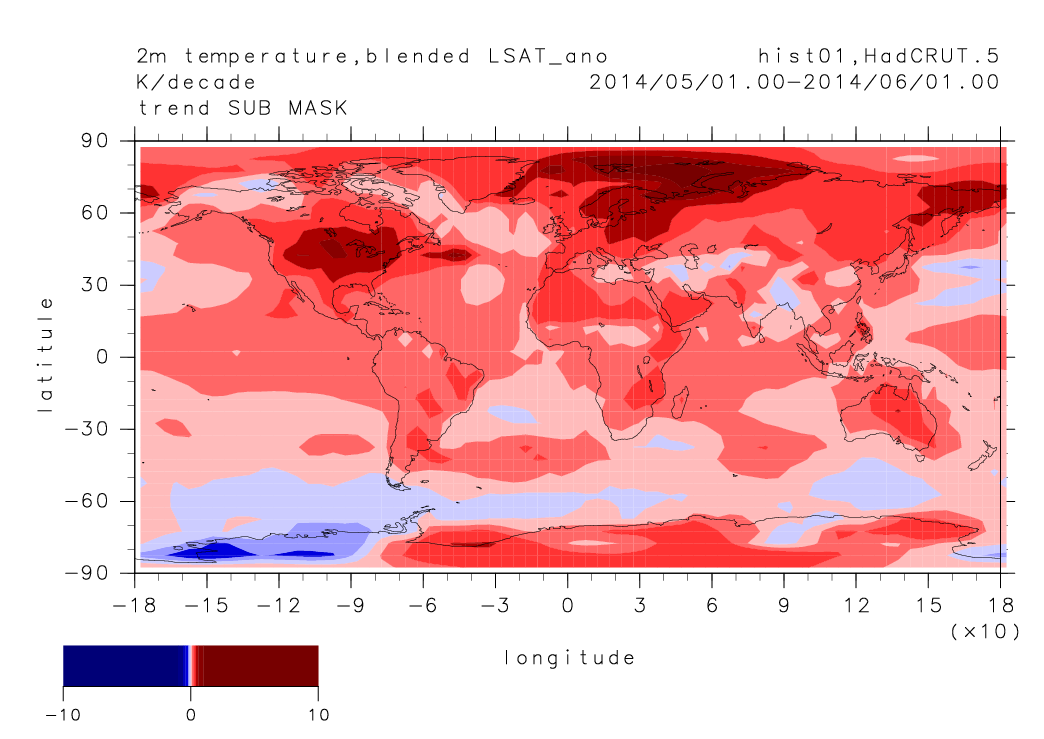 2m temperature,blended LSAT_ano hist01,HadCRUT.5
K/decade 2014/05/01.00-2014/06/01.00
trend SUB MASK
90
60
30
0
-30
-60
-90
latitude
-18 -15 -12 -9 -6 -3 0 3 6 9 12 15 18
(×10)
longitude
-10 0 10